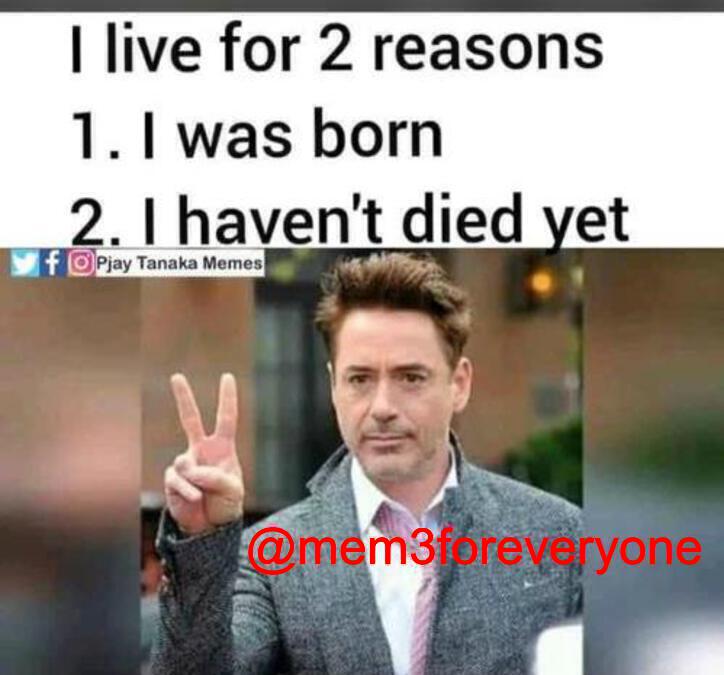 I live for 2 reasons
1. I was born
2. I haven't died yet
Pjay Tanaka Memes
@mem3foreveryone